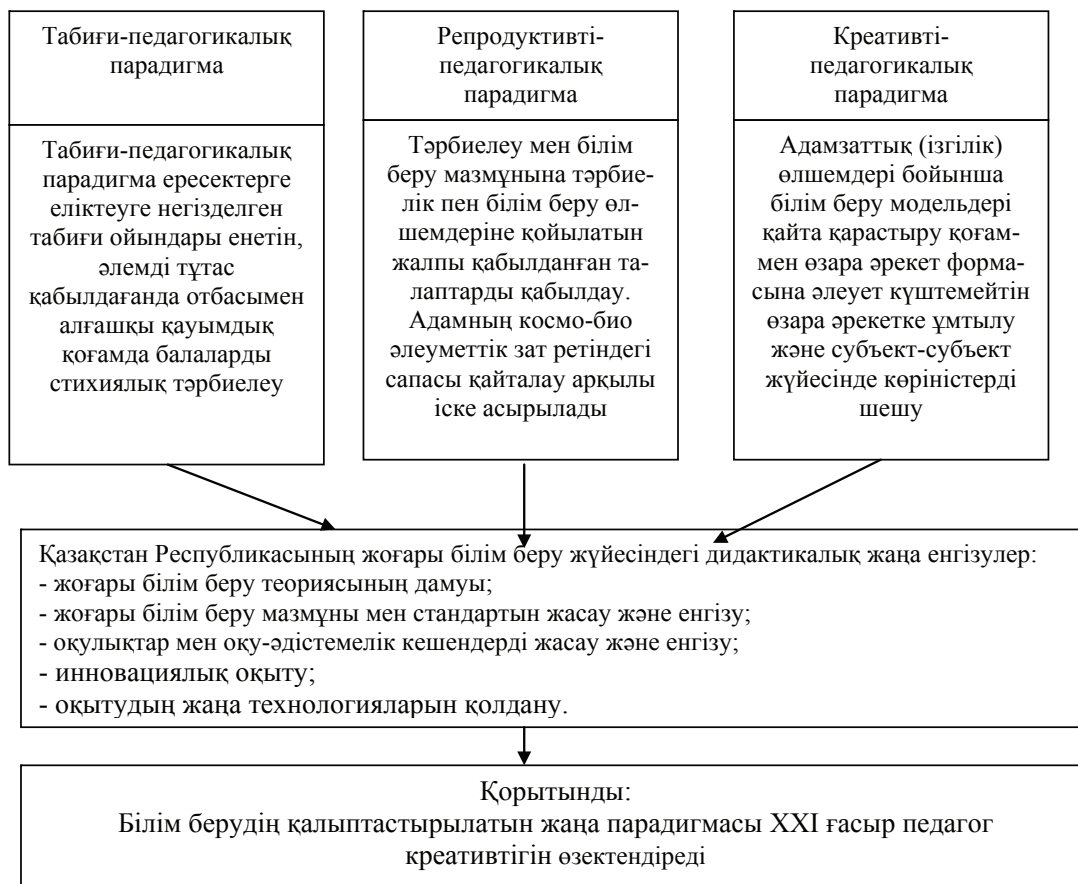 Табиғи-педагогикалық
парадигма
Табиғи-педагогикалық
парадигма ересектерге
еліктеуге негізделген
табиғи ойындары енетін,
әлемді тұтас
қабылдағанда отбасымен
алғашқы қауымдық
қоғамда балаларды
стихиялық тәрбиелеу
Репродуктивті-
педагогикалық
парадигма
Тәрбиелеу мен білім
беру мазмұнына тәрбие-
лік пен білім беру өл-
шемдеріне қойылатын
жалпы қабылданған та-
лаптарды қабылдау.
Адамның космо-био
әлеуметтік зат ретіндегі
сапасы қайталау арқылы
іске асырылады
Креативті-
педагогикалық
парадигма
Адамзаттық (ізгілік)
өлшемдері бойынша
білім беру модельдері
қайта қарастыру қоғам-
мен өзара әрекет форма-
сына әлеует күштемейтін
өзара әрекетке ұмтылу
және субъект-субъект
жүйесінде көріністерді
шешу
Қазақстан Республикасының жоғары білім беру жүйесіндегі дидактикалық жаңа енгізулер:
- жоғары білім беру теориясының дамуы;
- жоғары білім беру мазмұны мен стандартын жасау және енгізу;
- оқулықтар мен оқу-әдістемелік кешендерді жасау және енгізу;
- инновациялық оқыту;
- оқытудың жаңа технологияларын қолдану.
Қорытынды:
Білім берудің қалыптастырылатын жаңа парадигмасы XXI ғасыр педагог
креативтігін өзектендіреді